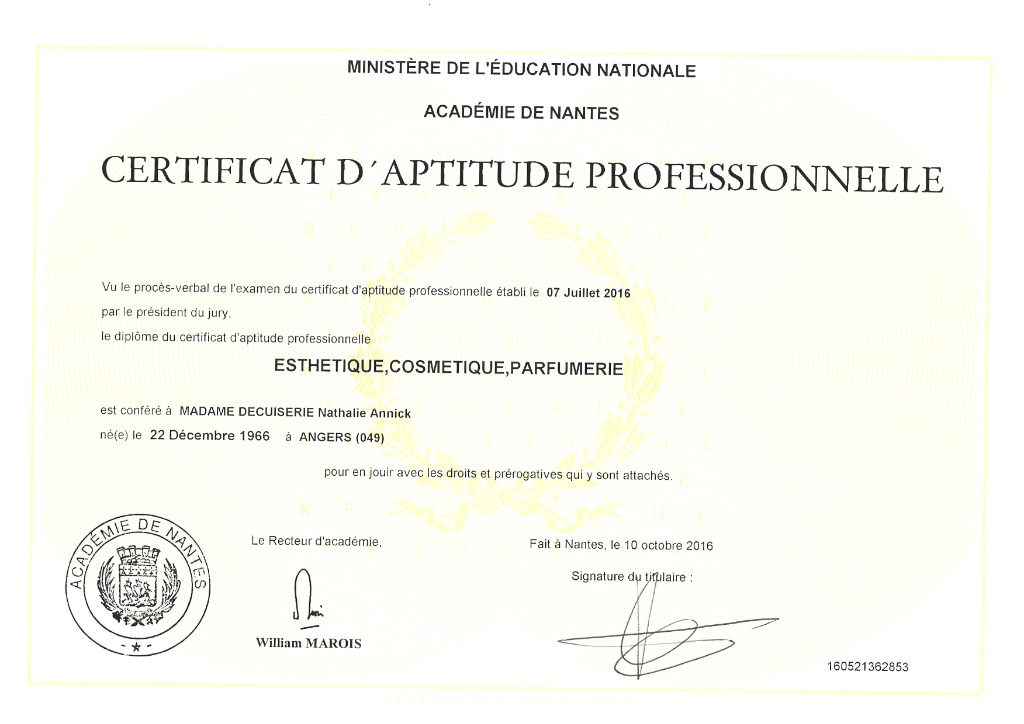 MINISTÈRE DE L'ÉDUCATION NATIONALE
ACADÉMIE DE NANTES
CERTIFICAT D´APTITUDE PROFESSIONNELLE
Vu le procès-verbal de l'examen du certificat d'aptitude professionnelle établi le 07 Juillet 2016
par le président du jury,
le diplôme du certificat d'aptitude professionnelle
ESTHETIQUE,COSMETIQUE,PARFUMERIE
est conféré à MADAME DECUISERIE Nathalie Annick
né(e) le 22 Décembre 1966 à ANGERS (049)
pour en jouir avec les droits et prérogatives qui y sont attachés.
ACADÉMIE DE NANTES
Le Recteur d'académie,
William MAROIS
Fait à Nantes, le 10 octobre 2016
Signature du titulaire :
160521362853